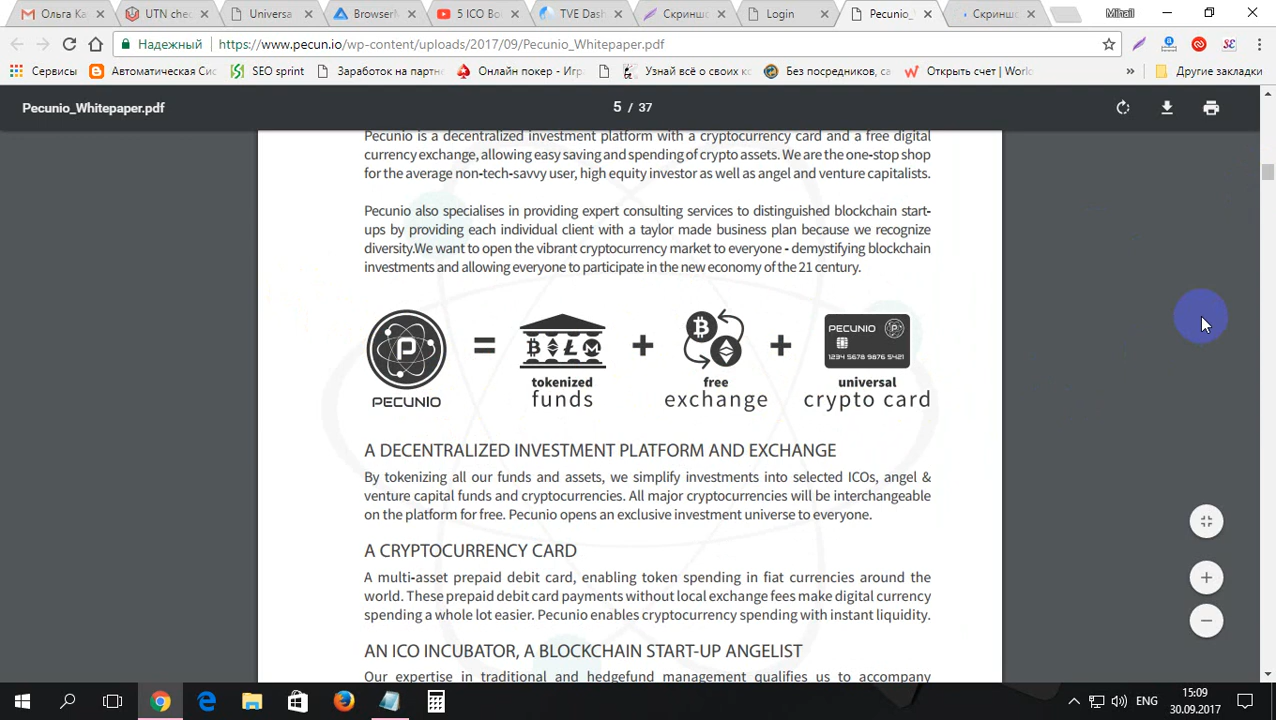 Ольга Ка
UTN chec
Universa
BrowserM
5 ICO Bo
TVE Dash
Скриншо
Login
Pecunio_
Скриншо
Mihail
Надежный
https://www.pecun.io/wp-content/uploads/2017/09/Pecunio_Whitepaper.pdf
Сервисы
Автоматическая Сис
SEO sprint
Заработок на партне
Онлайн покер - Игра
Узнай всё о своих ко
Без посредников, са
Открыть счет | Worl
»
Другие закладки
Pecunio_Whitepaper.pdf
5 / 37
Pecunio is a decentralized investment platform with a cryptocurrency card and a free digital
currency exchange, allowing easy saving and spending of crypto assets. We are the one-stop shop
for the average non-tech-savvy user, high equity investor as well as angel and venture capitalists.
Pecunio also specialises in providing expert consulting services to distinguished blockchain start-
ups by providing each individual client with a taylor made business plan because we recognize
diversity.We want to open the vibrant cryptocurrency market to everyone - demystifying blockchain
investments and allowing everyone to participate in the new economy of the 21 century.
P
PECUNIO
=
tokenized
funds
+
free
exchange
+
PECUNIO
1234 5678 9876 5421
universal
crypto card
A DECENTRALIZED INVESTMENT PLATFORM AND EXCHANGE
By tokenizing all our funds and assets, we simplify investments into selected ICOs, angel &
venture capital funds and cryptocurrencies. All major cryptocurrencies will be interchangeable
on the platform for free. Pecunio opens an exclusive investment universe to everyone.
A CRYPTOCURRENCY CARD
A multi-asset prepaid debit card, enabling token spending in fiat currencies around the
world. These prepaid debit card payments without local exchange fees make digital currency
spending a whole lot easier. Pecunio enables cryptocurrency spending with instant liquidity.
AN ICO INCUBATOR, A BLOCKCHAIN START-UP ANGELIST
Our expertise in traditional and hedgefund management qualifies us to accompany
ENG
15:09
30.09.2017